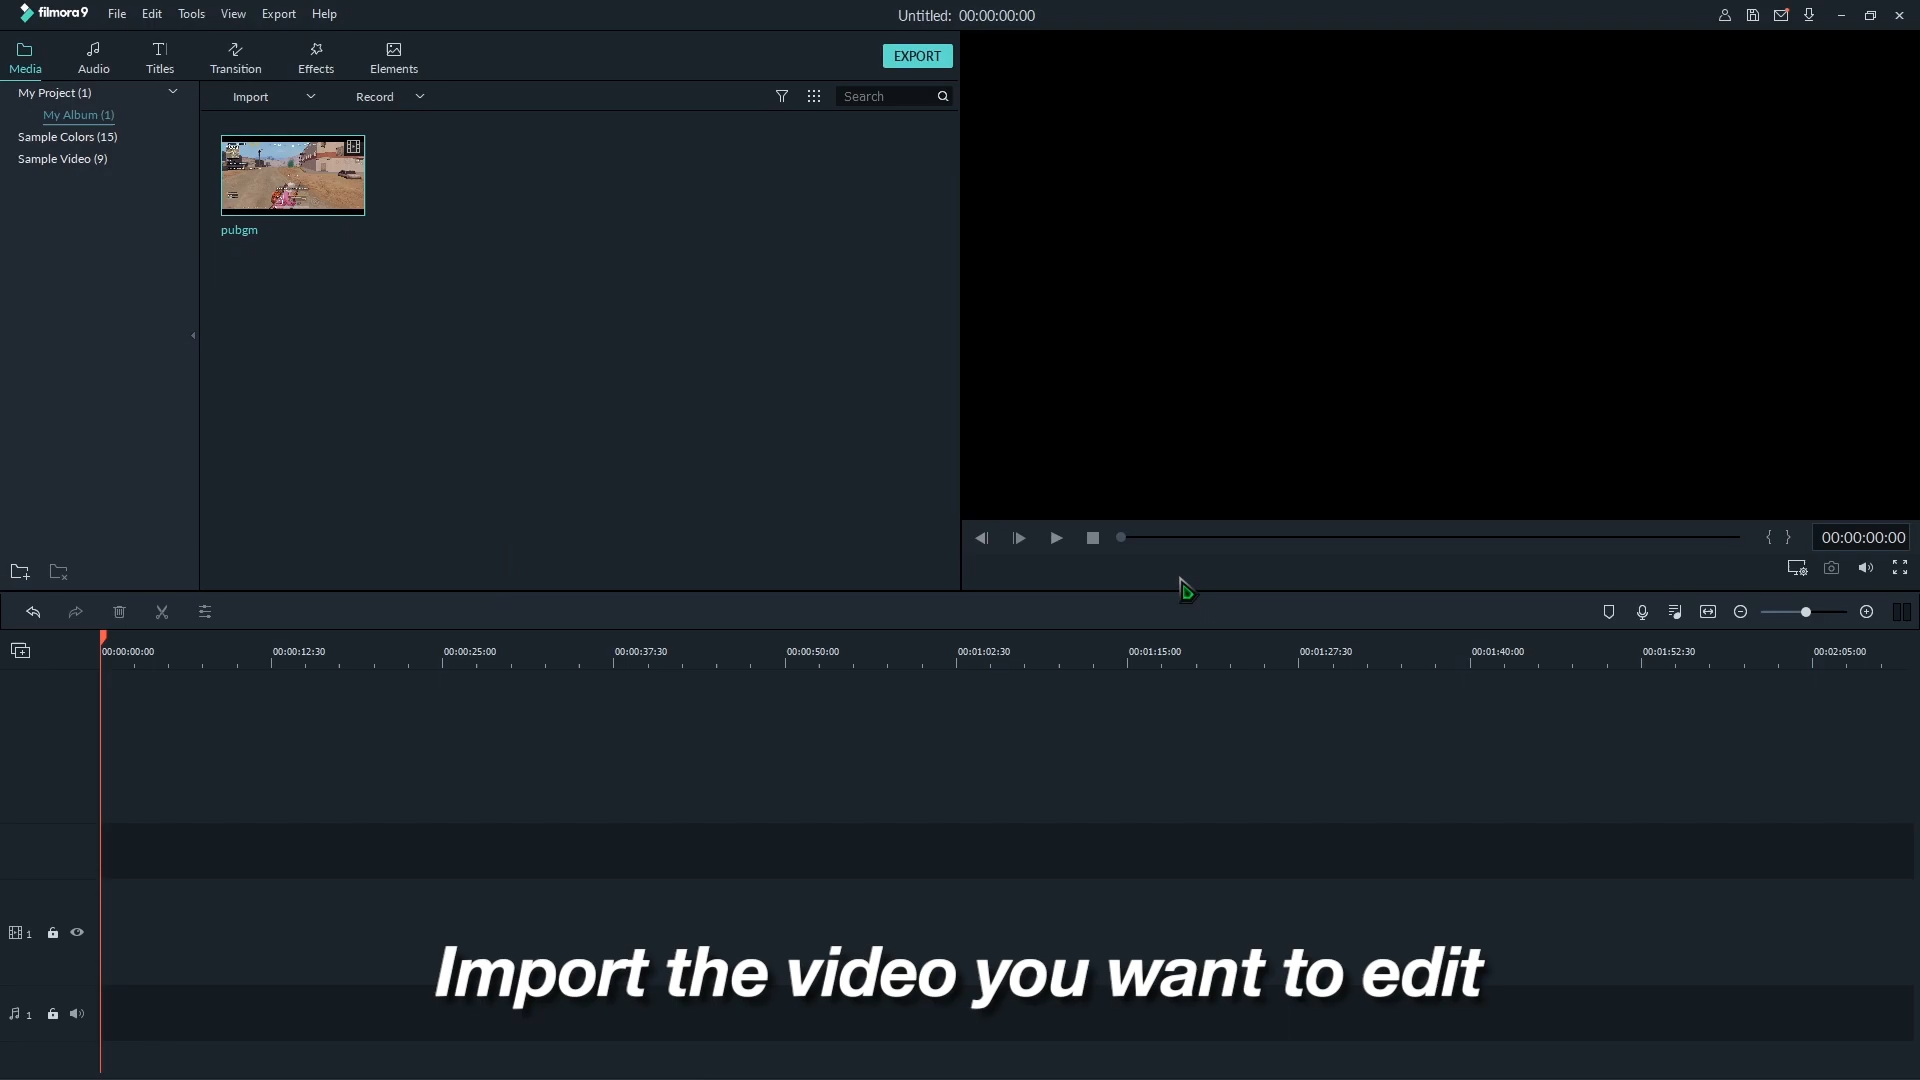 filmora9 File Edit Tools View Export Help Untitled: 00:00:00:00
Media Audio Titles Transition Effects Elements EXPORT
My Project (1) Import Record Search
My Album (1)
Sample Colors (15)
Sample Video (9)
pubgm
00:00:00:00
00:00:00:00 00:00:12:30 00:00:25:00 00:00:37:30 00:00:50:00 00:01:02:30 00:01:15:00 00:01:27:30 00:01:40:00 00:01:52:30 00:02:05:00
1
Import the video you want to edit
1